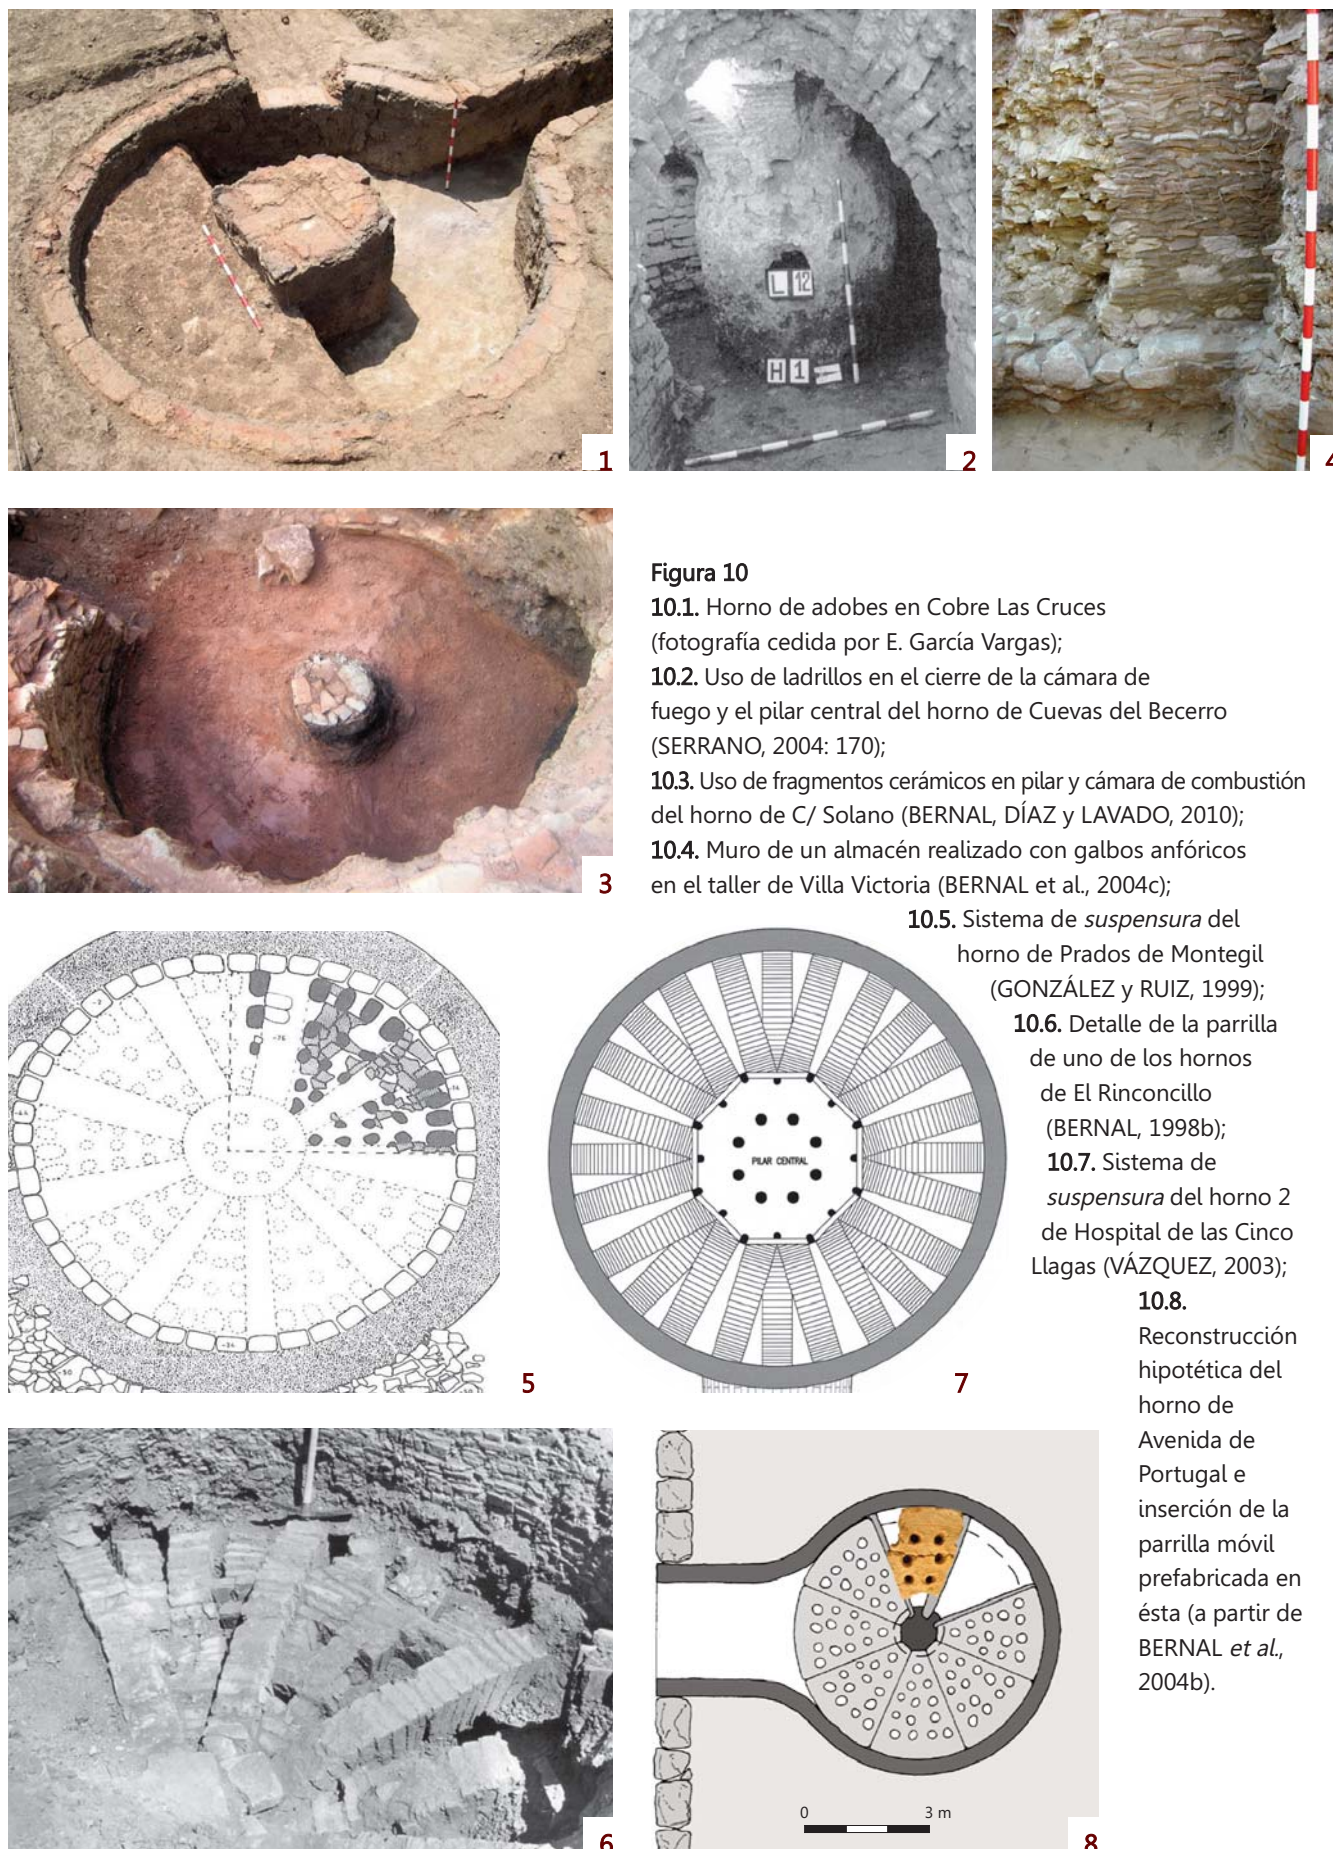 1
2
4
L 12
H 1
3
Figura 10
10.1. Horno de adobes en Cobre Las Cruces
(fotografía cedida por E. García Vargas);
10.2. Uso de ladrillos en el cierre de la cámara de
fuego y el pilar central del horno de Cuevas del Becerro
(SERRANO, 2004: 170);
10.3. Uso de fragmentos cerámicos en pilar y cámara de combustión
del horno de C/ Solano (BERNAL, DÍAZ y LAVADO, 2010);
10.4. Muro de un almacén realizado con galbos anfóricos
en el taller de Villa Victoria (BERNAL et al., 2004c);
10.5. Sistema de suspensura del
horno de Prados de Montegil
(GONZÁLEZ y RUIZ, 1999);
10.6. Detalle de la parrilla
de uno de los hornos
de El Rinconcillo
(BERNAL, 1998b);
10.7. Sistema de
suspensura del horno 2
de Hospital de las Cinco
Llagas (VÁZQUEZ, 2003);
10.8.
Reconstrucción
hipotética del
horno de
Avenida de
Portugal e
inserción de la
parrilla móvil
prefabricada en
ésta (a partir de
BERNAL et al.,
2004b).
PILAR CENTRAL
5
7
0 3 m
6
8